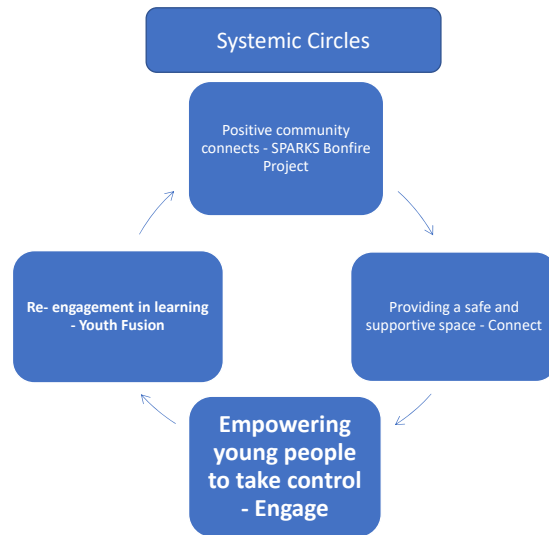 Systemic Circles
Positive community
connects - SPARKS Bonfire
Project
Providing a safe and
supportive space - Connect
Empowering
young people
to take control
- Engage
Re- engagement in learning
- Youth Fusion